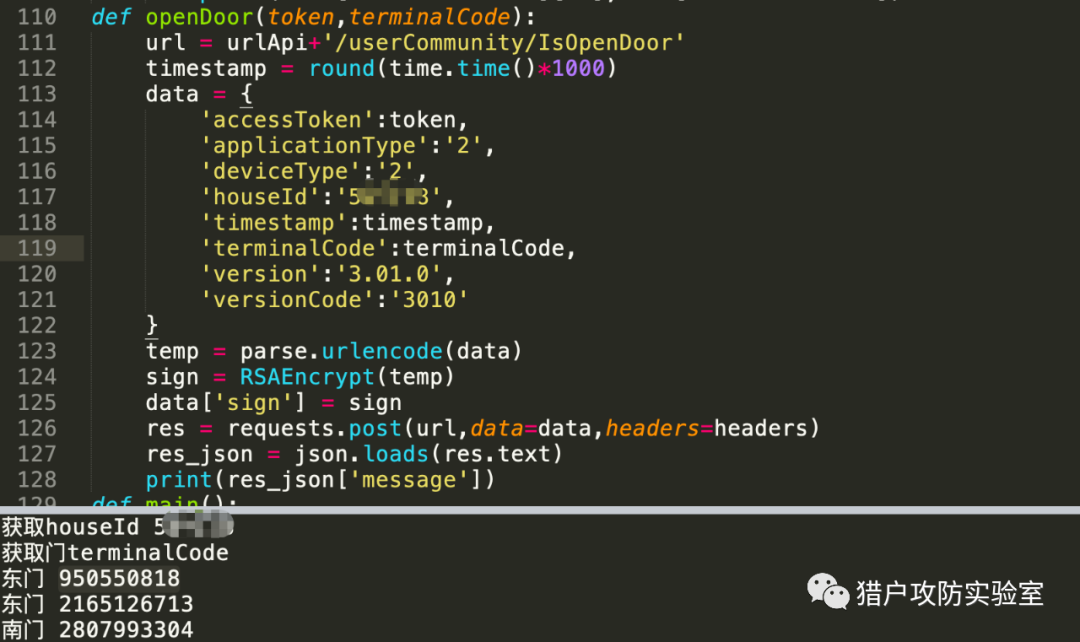 110 def openDoor(token,terminalCode):
111 url = urlApi+'/userCommunity/IsOpenDoor'
112 timestamp = round(time.time()*1000)
113 data = {
114 'accessToken':token,
115 'applicationType':'2',
116 'deviceType':'2',
117 'houseId':'5 3',
118 'timestamp':timestamp,
119 'terminalCode':terminalCode,
120 'version':'3.01.0',
121 'versionCode':'3010'
122 }
123 temp = parse.urlencode(data)
124 sign = RSAEncrypt(temp)
125 data['sign'] = sign
126 res = requests.post(url,data=data,headers=headers)
127 res_json = json.loads(res.text)
128 print(res_json['message'])
129 def main():
获取houseId 5
获取门terminalCode
东门 950550818
东门 2165126713
南门 2807993304
猎户攻防实验室